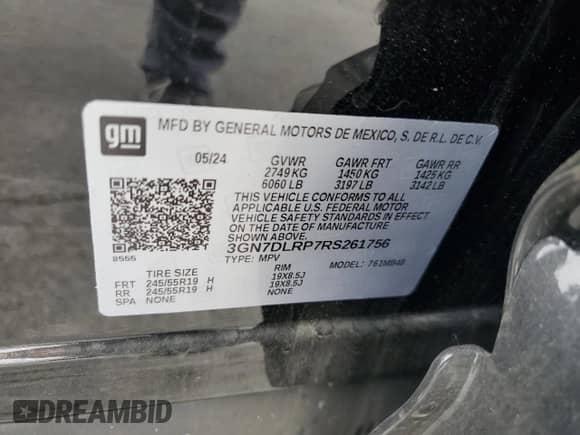 gm MFD BY GENERAL MOTORS DE MEXICO, S. DE R.L. DE C.V.
05/24 GVWR GAWR FRT GAWR RR
2749 KG 1450 KG 1425 KG
6060 LB 3197 LB 3142 LB
THIS VEHICLE CONFORMS TO ALL
APPLICABLE U.S. FEDERAL MOTOR
VEHICLE SAFETY STANDARDS IN EFFECT
ON THE DATE OF MANUFACTURE SHOWN ABOVE.
3GN7DLRP7RS261756
8555 TYPE: MPV MODEL: 761MB48
TIRE SIZE RIM
FRT 245/55R19 H 19X8.5J
RR 245/55R19 H 19X8.5J
SPA NONE NONE
DREAMBID